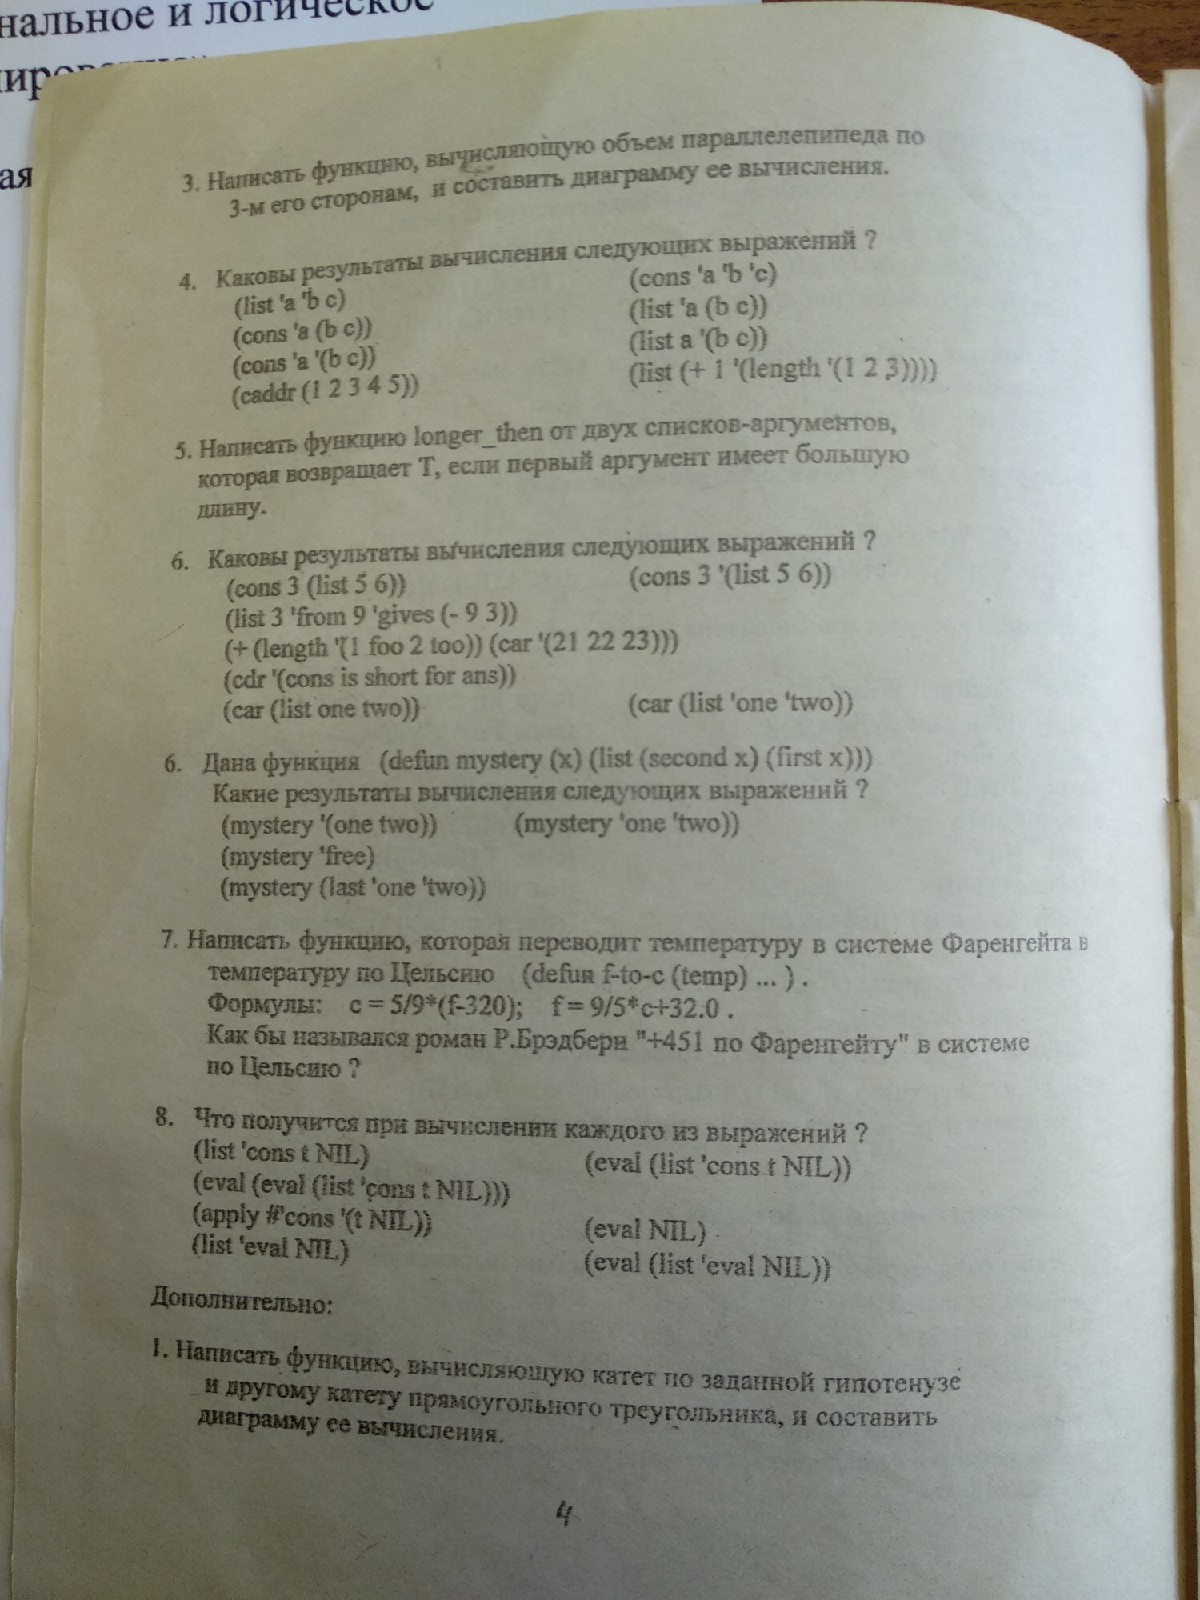 нальное и логическое
ая
3. Написать функцию, вычисляющую объем параллелепипеда по
3-м его сторонам, и составить диаграмму ее вычисления.
4. Каковы результаты вычисления следующих выражений ?
(list 'a 'b c) (cons 'a 'b 'c)
(cons 'a (b c)) (list 'a (b c))
(cons 'a '(b c)) (list a '(b c))
(caddr (1 2 3 4 5)) (list (+ 1 '(length '(1 2 3))))
5. Написать функцию longer_then от двух списков-аргументов,
которая возвращает T, если первый аргумент имеет большую
длину.
6. Каковы результаты вычисления следующих выражений ?
(cons 3 (list 5 6)) (cons 3 '(list 5 6))
(list 3 'from 9 'gives (- 9 3))
(+ (length '(1 foo 2 too)) (car '(21 22 23)))
(cdr '(cons is short for ans))
(car (list one two)) (car (list 'one 'two))
6. Дана функция (defun mystery (x) (list (second x) (first x)))
Какие результаты вычисления следующих выражений ?
(mystery '(one two)) (mystery 'one 'two))
(mystery 'free)
(mystery (last 'one 'two))
7. Написать функцию, которая переводит температуру в системе Фаренгейта в
температуру по Цельсию (defun f-to-c (temp) ... ) .
Формулы: c = 5/9*(f-320); f = 9/5*c+32.0 .
Как бы назывался роман Р.Брэдбери "+451 по Фаренгейту" в системе
по Цельсию ?
8. Что получится при вычислении каждого из выражений ?
(list 'cons t NIL) (eval (list 'cons t NIL))
(eval (eval (list 'cons t NIL)))
(apply #'cons '(t NIL)) (eval NIL)
(list 'eval NIL) (eval (list 'eval NIL))
Дополнительно:
1. Написать функцию, вычисляющую катет по заданной гипотенузе
и другому катету прямоугольного треугольника, и составить
диаграмму ее вычисления.
4